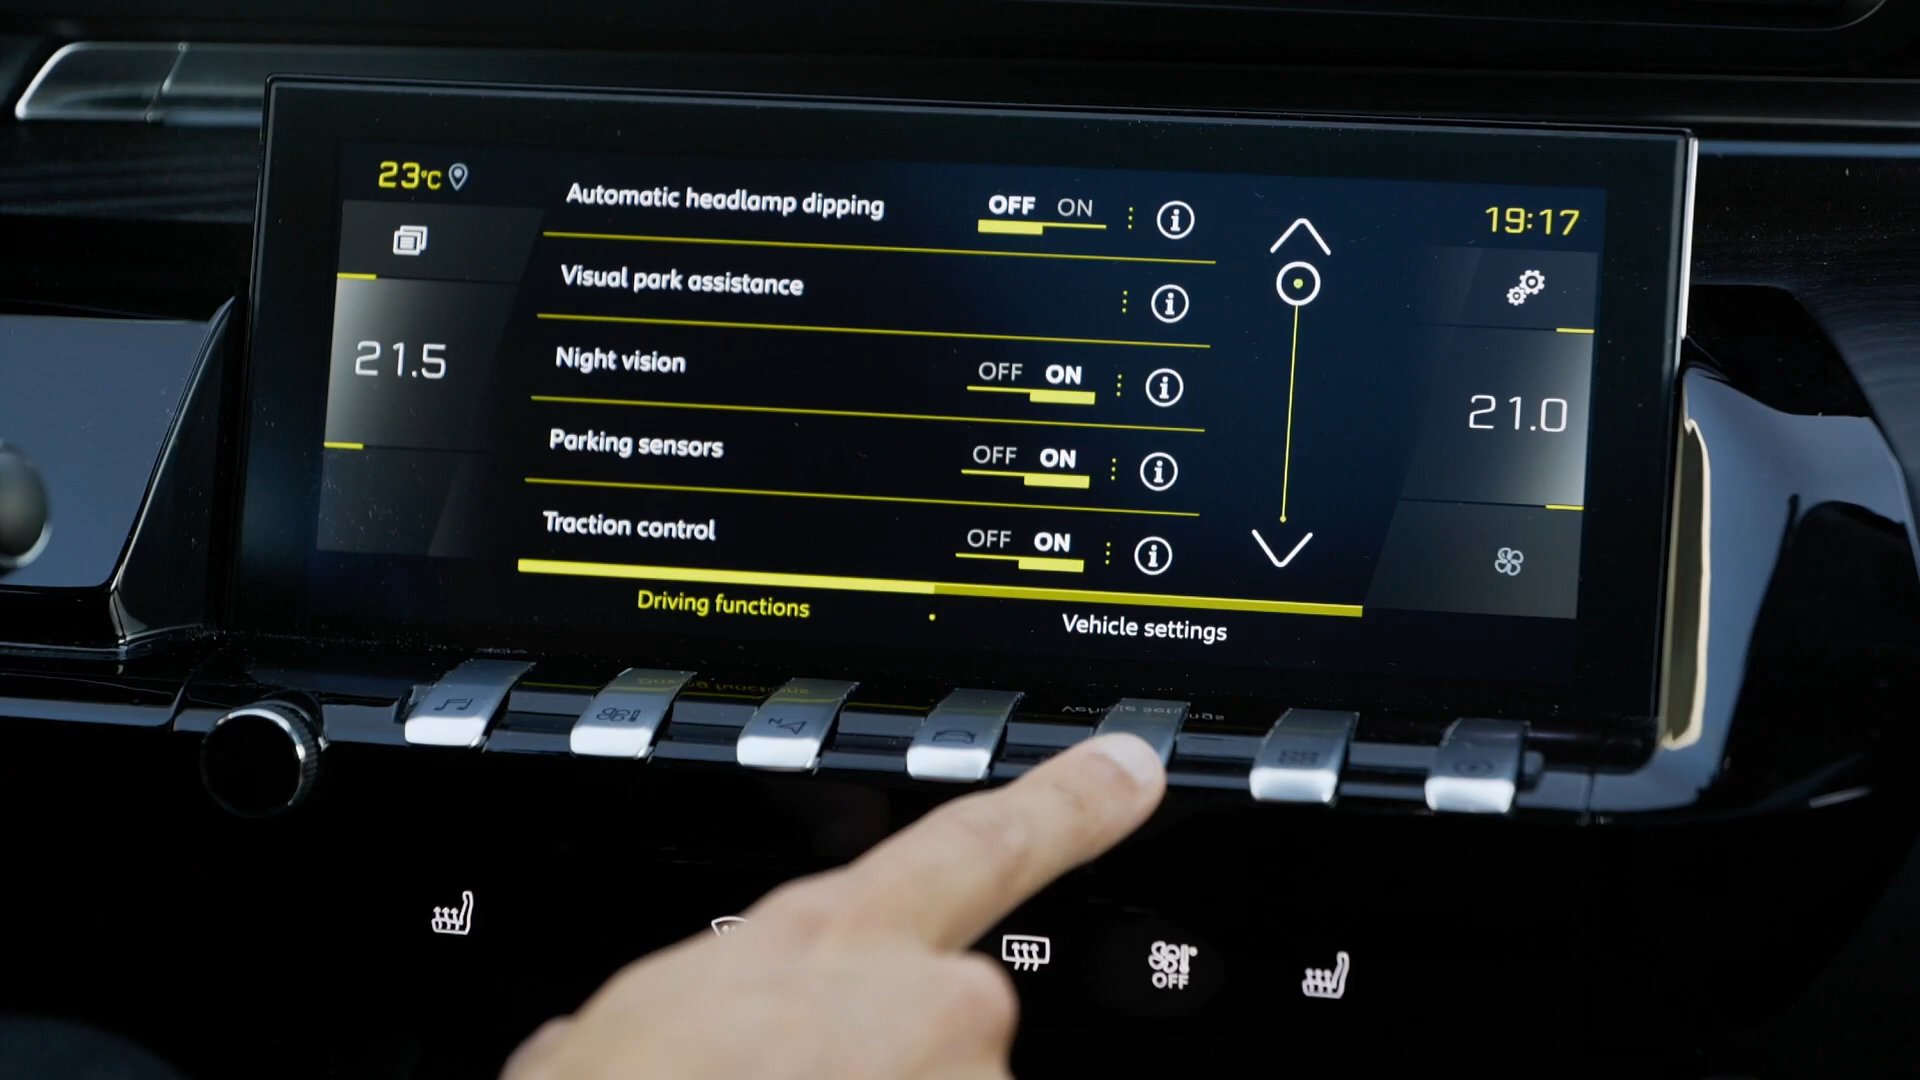 23°C
19:17
Automatic headlamp dipping OFF ON
Visual park assistance
Night vision OFF ON
21.5
21.0
Parking sensors OFF ON
Traction control OFF ON
Driving functions
Vehicle settings
OFF